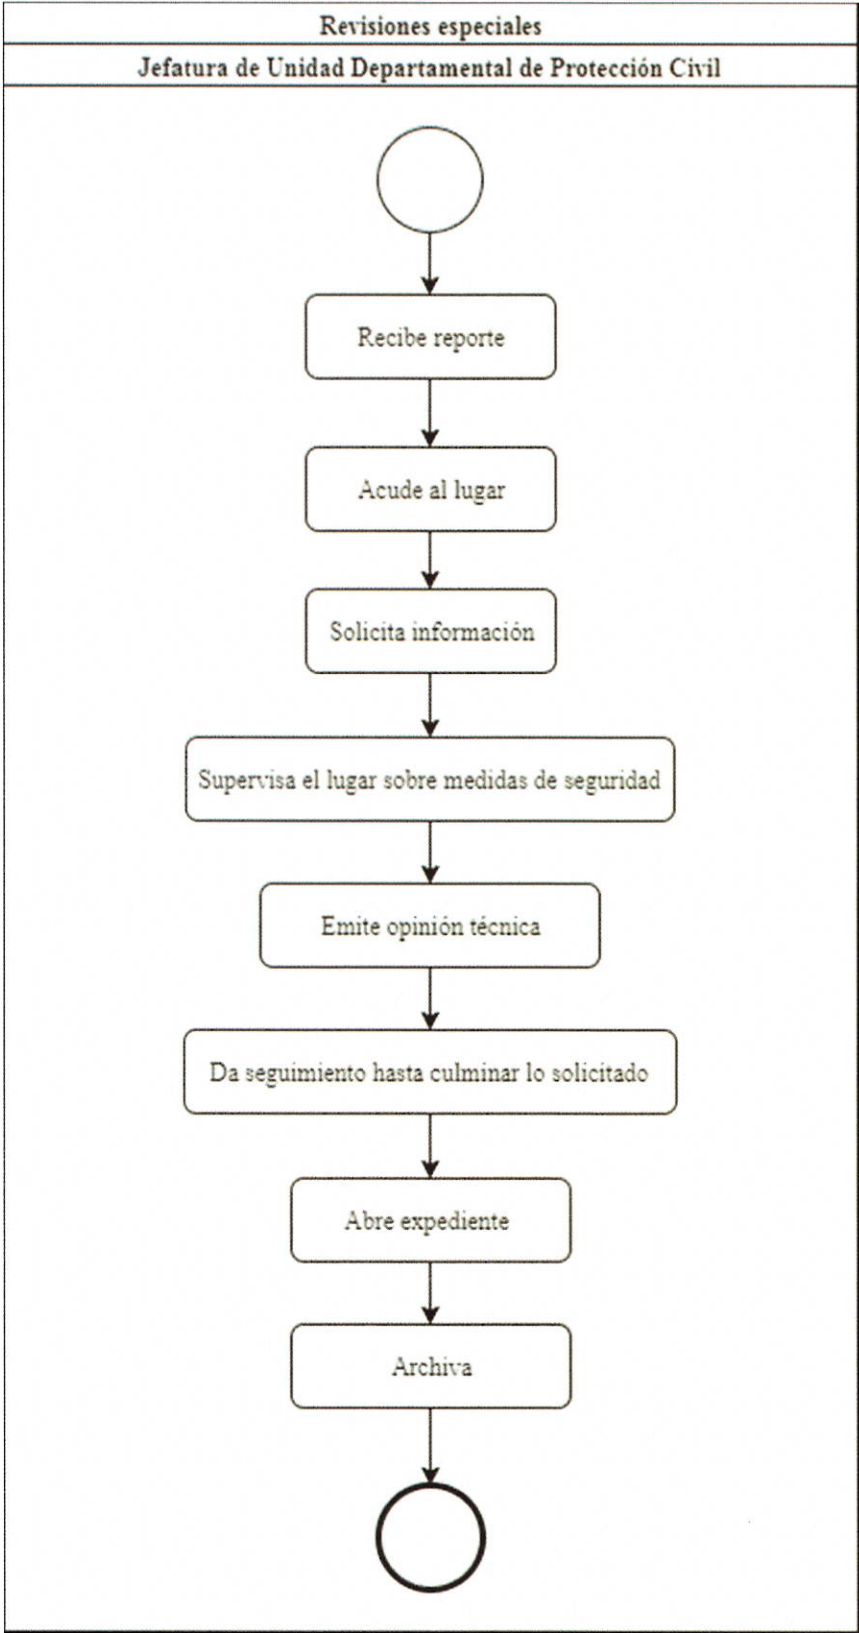 Revisiones especiales
Jefatura de Unidad Departamental de Protección Civil
Recibe reporte
Acude al lugar
Solicita información
Supervisa el lugar sobre medidas de seguridad
Emite opinión técnica
Da seguimiento hasta culminar lo solicitado
Abre expediente
Archiva